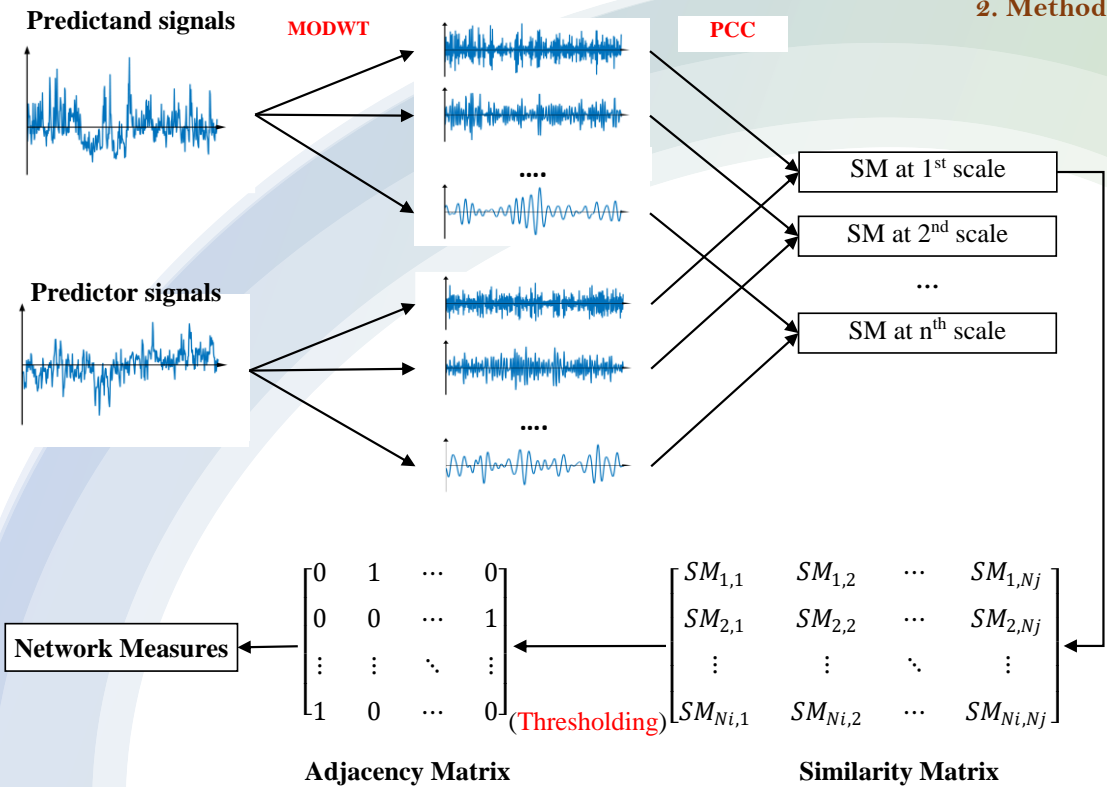 2. Method
Predictand signals
MODWT
PCC
....
SM at 1st scale
SM at 2nd scale
...
SM at nth scale
Predictor signals
....
0 1 ⋯ 0
0 0 ⋯ 1
⋮ ⋮ ⋱ ⋮
1 0 ⋯ 0
Network Measures
(Thresholding)
SM1,1 SM1,2 ⋯ SM1,Nj
SM2,1 SM2,2 ⋯ SM2,Nj
⋮ ⋮ ⋱ ⋮
SMNi,1 SMNi,2 ⋯ SMNi,Nj
Adjacency Matrix
Similarity Matrix